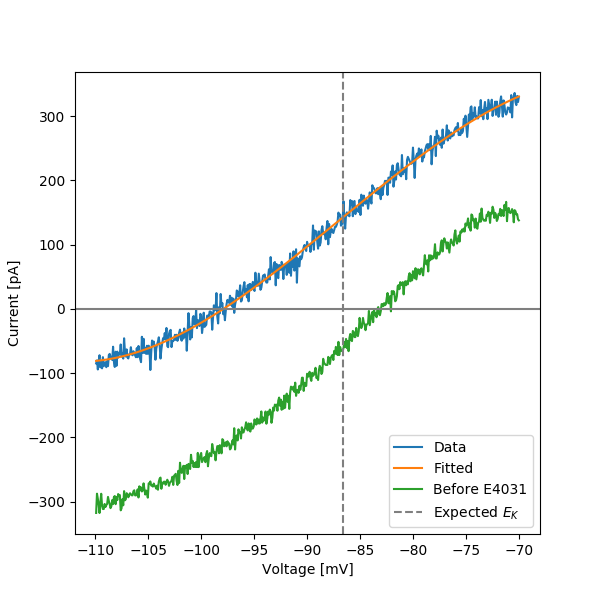 300
200
100
0
−100
−200
−300
Current [pA]
−110
−105
−100
−95
−90
−85
−80
−75
−70
Voltage [mV]
Data
Fitted
Before E4031
Expected $E_K$